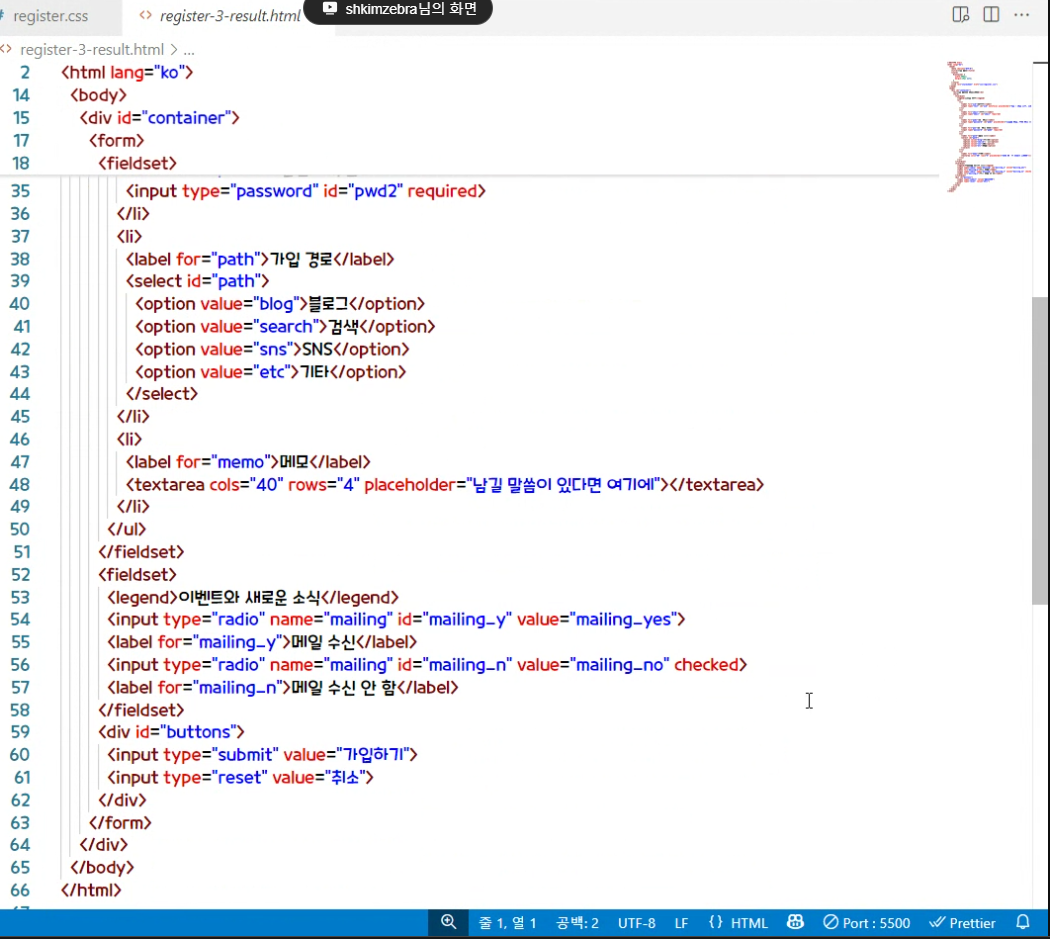 register.css
<> register-3-result.html
shkimzebra님의 화면
<> register-3-result.html > ...
2 <html lang="ko">
14 <body>
15 <div id="container">
17 <form>
18 <fieldset>
35 <input type="password" id="pwd2" required>
36 </li>
37 <li>
38 <label for="path">가입 경로</label>
39 <select id="path">
40 <option value="blog">블로그</option>
41 <option value="search">검색</option>
42 <option value="sns">SNS</option>
43 <option value="etc">기타</option>
44 </select>
45 </li>
46 <li>
47 <label for="memo">메모</label>
48 <textarea cols="40" rows="4" placeholder="남길 말씀이 있다면 여기에"></textarea>
49 </li>
50 </ul>
51 </fieldset>
52 <fieldset>
53 <legend>이벤트와 새로운 소식</legend>
54 <input type="radio" name="mailing" id="mailing_y" value="mailing_yes">
55 <label for="mailing_y">메일 수신</label>
56 <input type="radio" name="mailing" id="mailing_n" value="mailing_no" checked>
57 <label for="mailing_n">메일 수신 안 함</label>
58 </fieldset>
59 <div id="buttons">
60 <input type="submit" value="가입하기">
61 <input type="reset" value="취소">
62 </div>
63 </form>
64 </div>
65 </body>
66 </html>
줄 1, 열 1 공백: 2 UTF-8 LF {} HTML Port : 5500 Prettier